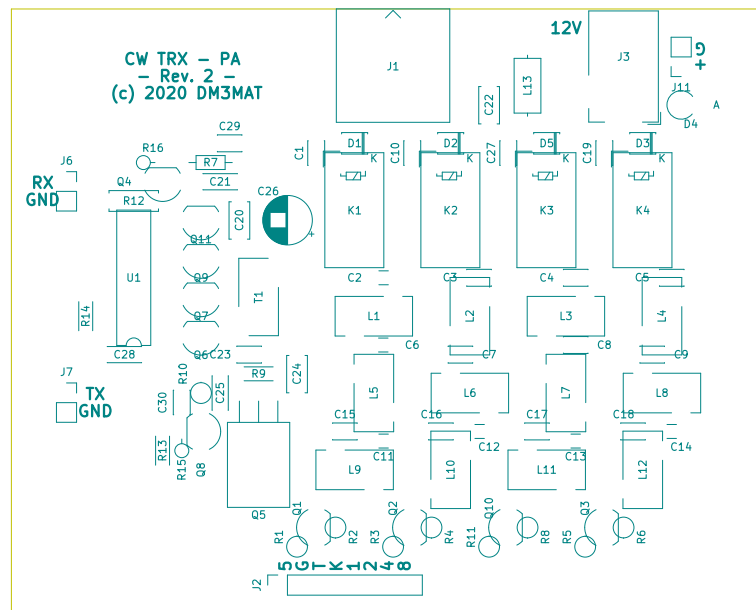 12V
J1
J3
G
+
CW TRX - PA
- Rev. 2 -
(c) 2020 DM3MAT
L13
J11
C22
A
D4
C29
R16
J6
R7
C1
D1
C10
D2
C27
D5
C19
D3
K
K
K
K
RX
GND
Q4
C21
R12
C26
C20
+
K1
K2
K3
K4
Q11
U1
Q9
C2
C3
C4
C5
T1
R14
Q7
L1
L2
L3
L4
C28
Q6
C23
C6
C7
C8
C9
J7
R10
R9
C24
TX
GND
C30
C25
L5
L6
L7
L8
C15
C16
C17
C18
R13
R15
Q8
C11
C12
C13
C14
L9
L10
L11
L12
Q5
Q1
Q2
Q10
Q3
R1
R2
R3
R4
R11
R8
R5
R6
5GTK1248
J2